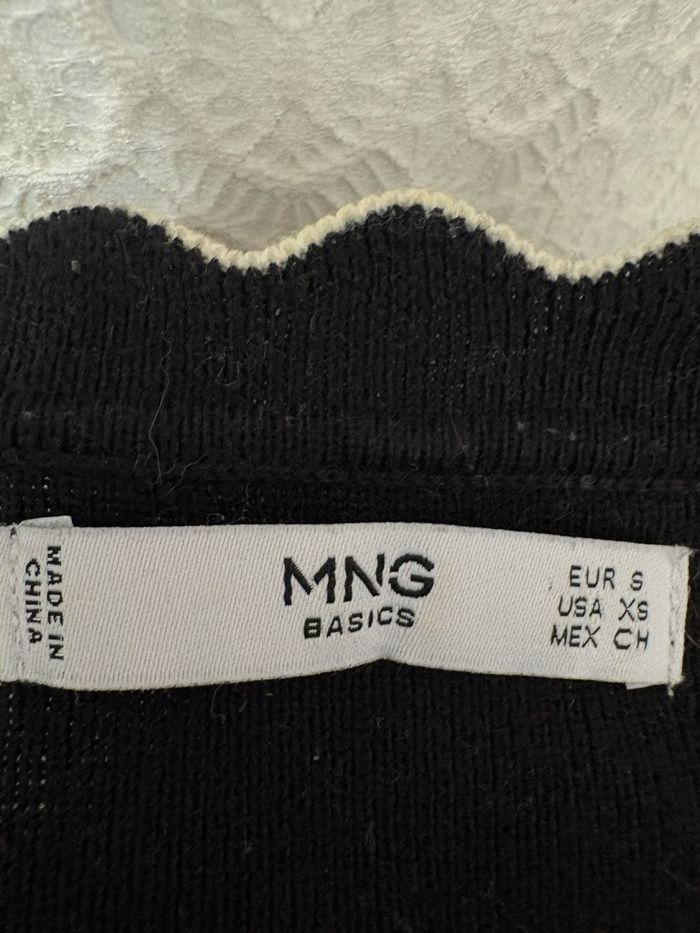 MADE IN
CHINA
MNG
BASICS
EUR S
USA XS
MEX CH